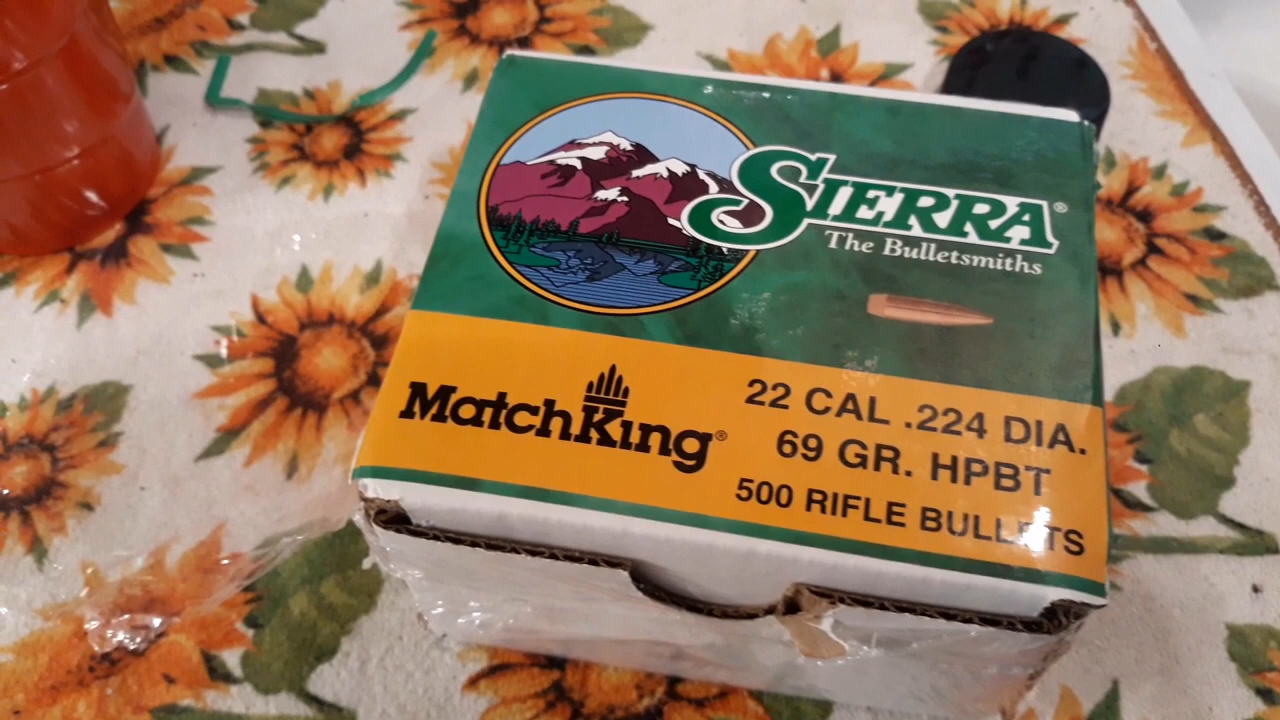 SIERRA®
The Bulletsmiths
MatchKing®
22 CAL .224 DIA.
69 GR. HPBT
500 RIFLE BULLETS